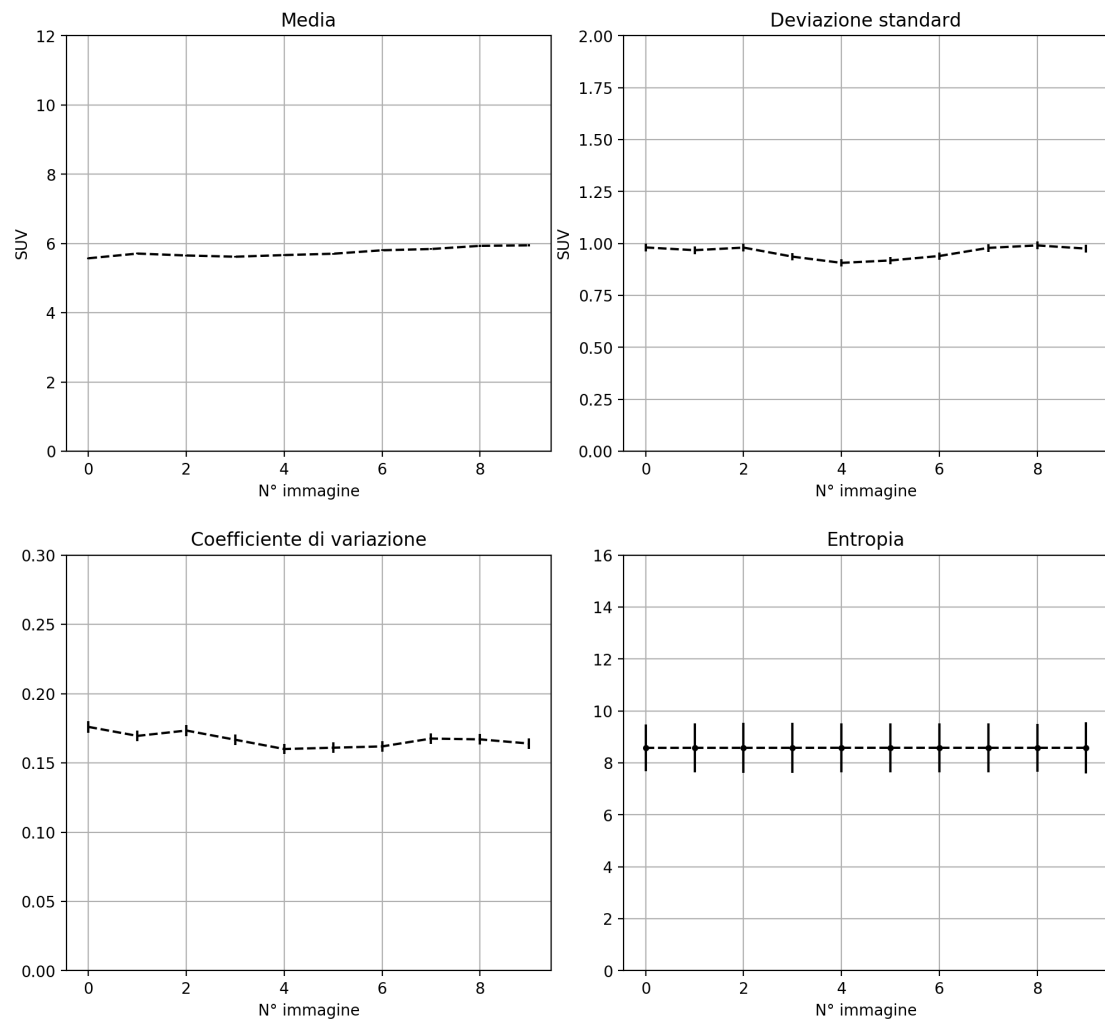 Media
12
10
8
6
4
2
0
SUV
0 2 4 6 8
N° immagine
Deviazione standard
2.00
1.75
1.50
1.25
1.00
0.75
0.50
0.25
0.00
SUV
0 2 4 6 8
N° immagine
Coefficiente di variazione
0.30
0.25
0.20
0.15
0.10
0.05
0.00
0 2 4 6 8
N° immagine
Entropia
16
14
12
10
8
6
4
2
0
0 2 4 6 8
N° immagine